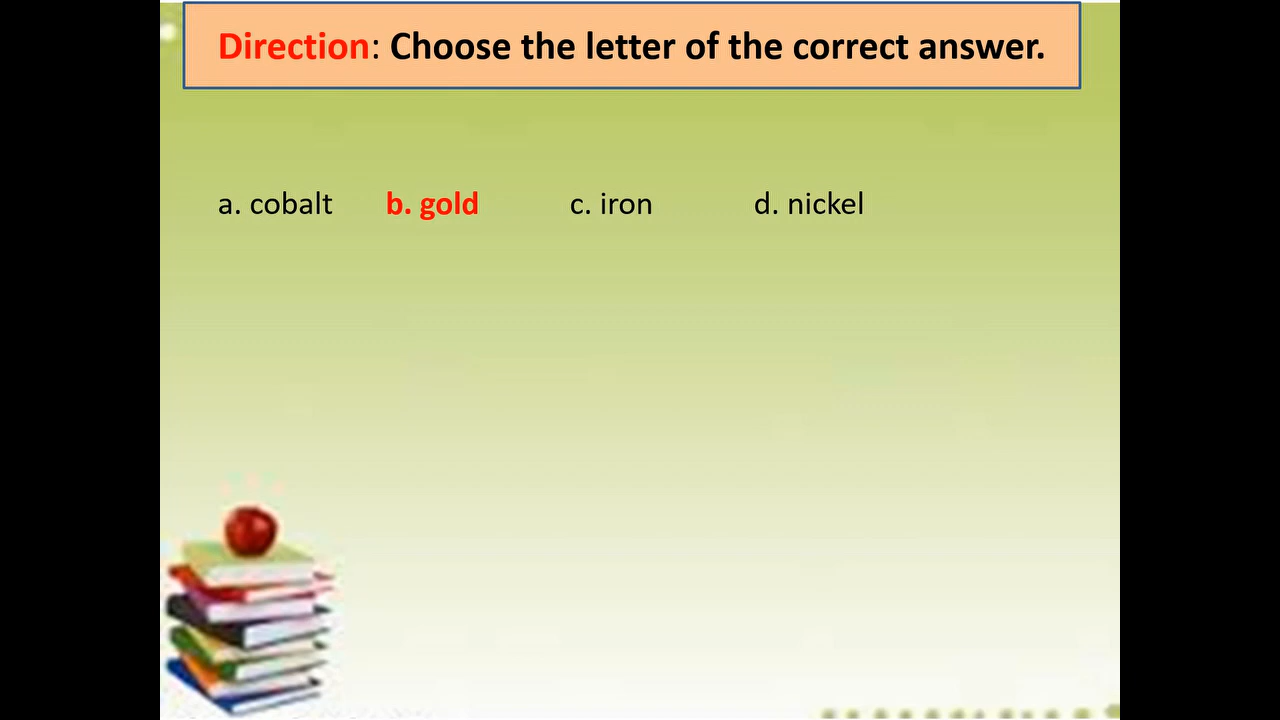 Direction: Choose the letter of the correct answer.
a. cobalt b. gold c. iron d. nickel